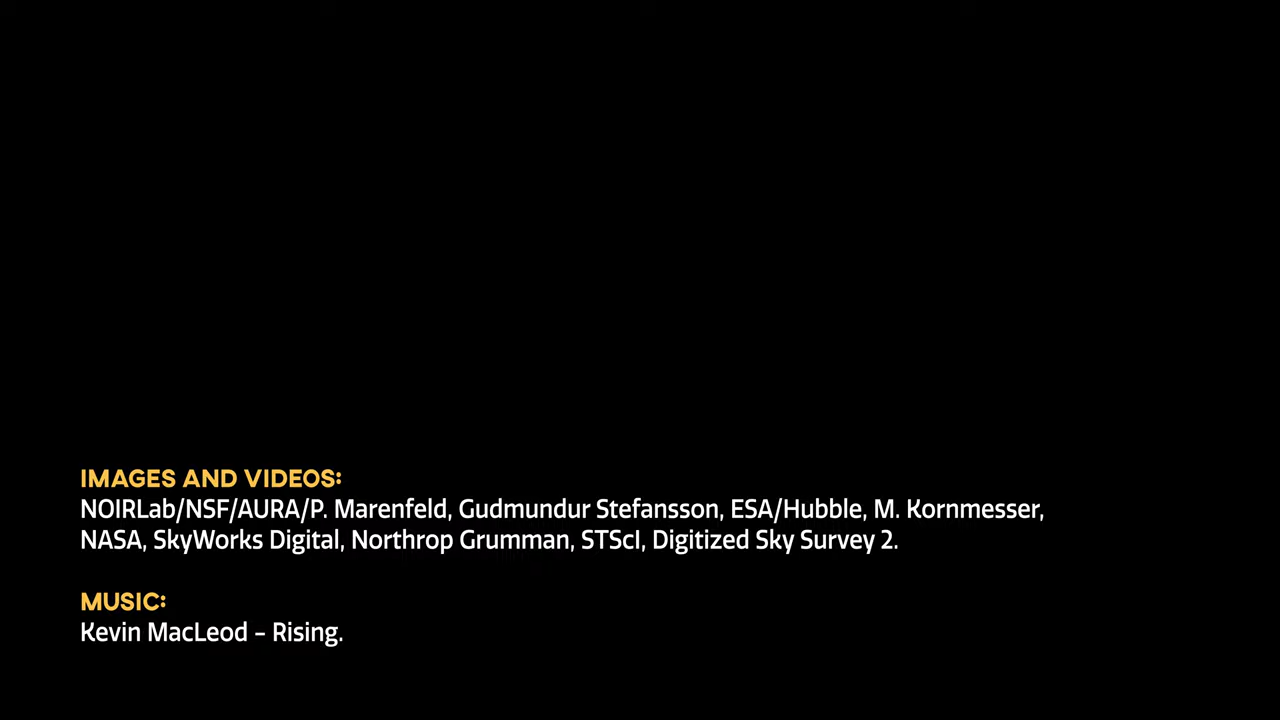 IMAGES AND VIDEOS:
NOIRLab/NSF/AURA/P. Marenfeld, Gudmundur Stefansson, ESA/Hubble, M. Kornmesser,
NASA, SkyWorks Digital, Northrop Grumman, STScI, Digitized Sky Survey 2.
MUSIC:
Kevin MacLeod – Rising.